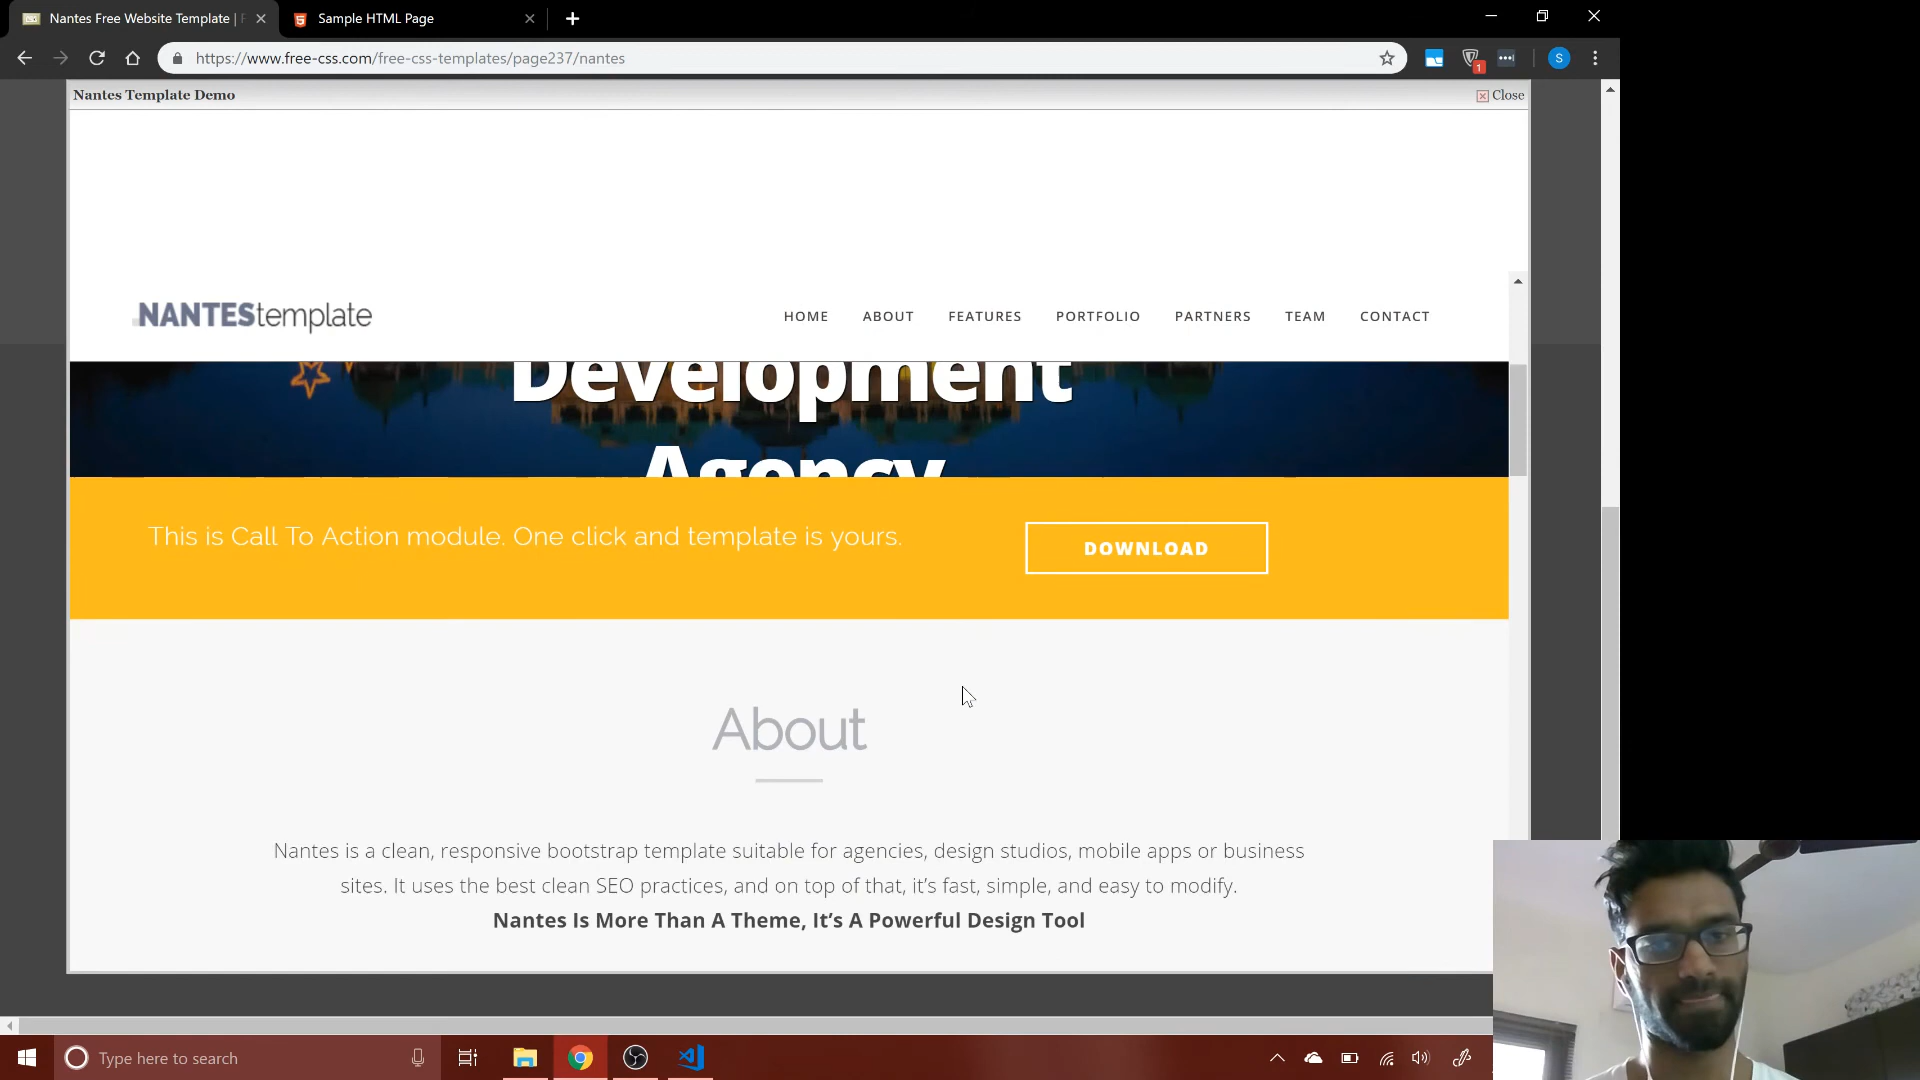 Nantes Free Website Template |
Sample HTML Page
https://www.free-css.com/free-css-templates/page237/nantes
1
S
Nantes Template Demo
Close
NANTEStemplate
HOME
ABOUT
FEATURES
PORTFOLIO
PARTNERS
TEAM
CONTACT
Development
Agency
This is Call To Action module. One click and template is yours.
DOWNLOAD
About
Nantes is a clean, responsive bootstrap template suitable for agencies, design studios, mobile apps or business
sites. It uses the best clean SEO practices, and on top of that, it’s fast, simple, and easy to modify.
Nantes Is More Than A Theme, It’s A Powerful Design Tool
Type here to search